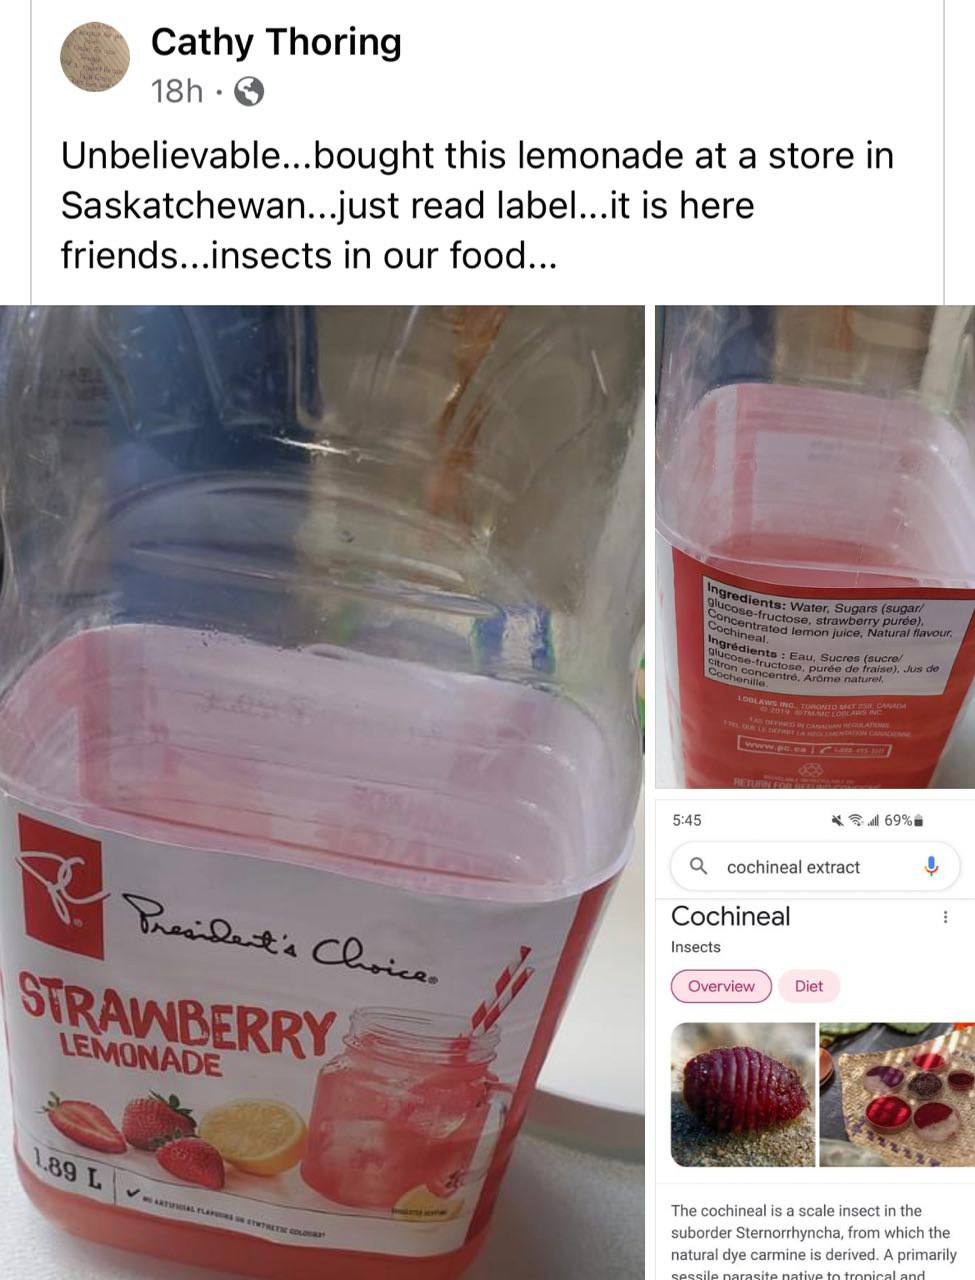 Cathy Thoring
18h ·
Unbelievable...bought this lemonade at a store in
Saskatchewan...just read label...it is here
friends...insects in our food...
President's Choice®
STRAWBERRY
LEMONADE
1.89 L
✓ NO ARTIFICIAL FLAVOURS OR SYNTHETIC COLOURS†
Ingredients: Water, Sugars (sugar/
glucose-fructose, strawberry purée),
Concentrated lemon juice, Natural flavour,
Cochineal.
Ingrédients : Eau, Sucres (sucre/
glucose-fructose, purée de fraise), Jus de
citron concentré, Arôme naturel,
Cochenille.
LOBLAWS INC., TORONTO M4T 2S8, CANADA
© 2019 ®/TM/MC LOBLAWS INC.
† AS DEFINED IN CANADIAN REGULATIONS
† TEL QUE LE DÉFINIT LA RÉGLEMENTATION CANADIENNE
www.pc.ca
RETURN FOR
5:45
69%
cochineal extract
Cochineal
Insects
Overview
Diet
The cochineal is a scale insect in the
suborder Sternorrhyncha, from which the
natural dye carmine is derived. A primarily
sessile parasite native to tropical and